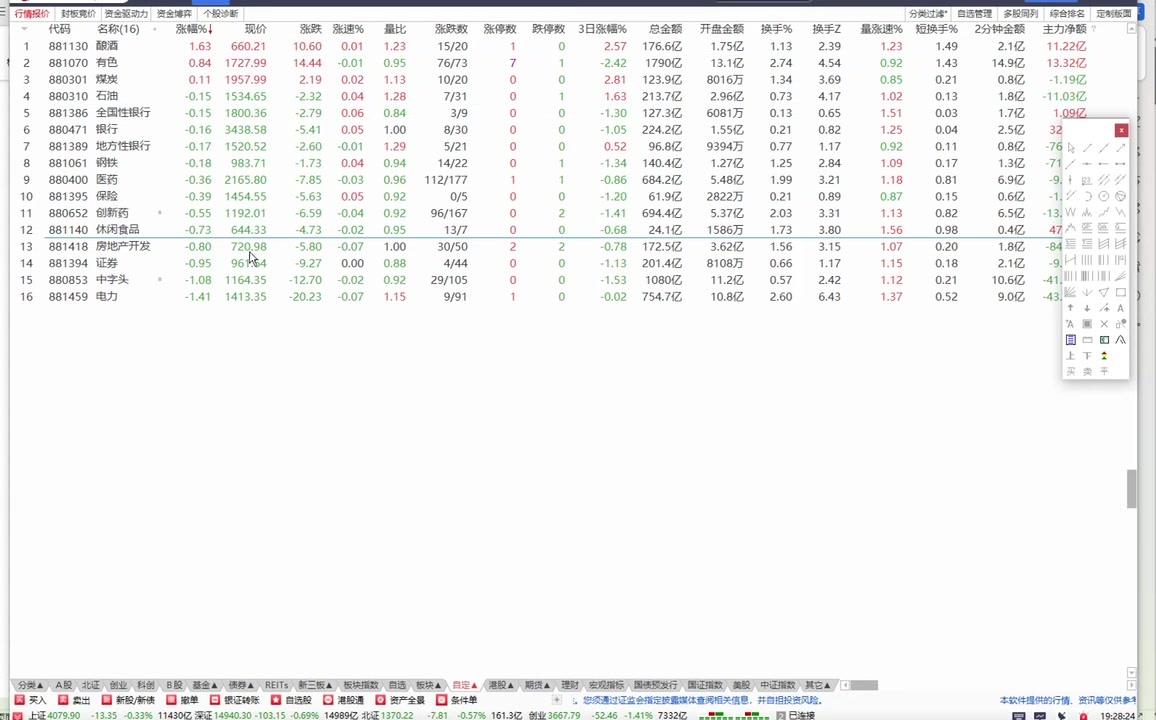 行情报价 封板竞价 资金驱动力 资金博弈 个股诊断 分类过滤* 自选管理 多股同列 综合排名 定制版面
代码 名称(16) 涨幅%↓ 现价 涨跌 涨速% 量比 涨跌数 涨停数 跌停数 3日涨幅% 总金额 开盘金额 换手% 换手Z 量涨速% 短换手% 2分钟金额 主力净额
1 881130 酿酒 1.63 660.21 10.60 0.01 1.23 15/20 1 0 2.57 176.6亿 1.75亿 1.13 2.39 1.23 1.49 2.1亿 11.22亿
2 881070 有色 0.84 1727.99 14.44 -0.01 0.95 76/73 7 1 -2.42 1790亿 13.1亿 2.74 4.54 0.92 1.43 14.9亿 13.32亿
3 880301 煤炭 0.11 1957.99 2.19 0.02 1.13 10/20 0 0 2.81 123.9亿 8016万 1.34 3.69 0.85 0.21 0.8亿 -1.19亿
4 880310 石油 -0.15 1534.65 -2.32 0.04 1.28 7/31 0 1 1.63 213.7亿 2.96亿 0.73 4.17 1.02 0.13 1.8亿 -11.03亿
5 881386 全国性银行 -0.15 1800.36 -2.79 0.06 0.84 3/9 0 0 -1.30 127.3亿 6081万 0.13 0.65 1.51 0.03 1.7亿 1.09亿
6 880471 银行 -0.16 3438.58 -5.41 0.05 1.00 8/30 0 0 -1.05 224.2亿 1.55亿 0.21 0.82 1.25 0.04 2.5亿 32
7 881389 地方性银行 -0.17 1520.52 -2.60 -0.01 1.29 5/21 0 0 0.52 96.8亿 9394万 0.77 1.17 0.92 0.11 0.8亿 -76
8 881061 钢铁 -0.18 983.71 -1.73 0.04 0.94 14/22 0 1 -1.34 140.4亿 1.27亿 1.25 2.84 1.09 0.17 1.3亿 -71
9 880400 医药 -0.36 2165.80 -7.85 -0.03 0.92 112/177 1 1 -0.86 684.2亿 5.48亿 1.99 3.21 1.18 0.81 6.9亿 -9.
10 881395 保险 -0.39 1454.55 -5.63 0.05 0.92 0/5 0 0 -1.20 61.9亿 2822万 0.21 0.89 0.87 0.15 0.6亿 -1.
11 880652 创新药 -0.55 1192.01 -6.59 -0.04 0.92 96/167 0 2 -1.41 694.4亿 5.37亿 2.03 3.31 1.13 0.82 6.5亿 -13.
12 881140 休闲食品 -0.73 644.33 -4.73 -0.02 0.95 13/7 0 0 -0.68 24.1亿 1586万 1.73 3.80 1.56 0.98 0.4亿 47
13 881418 房地产开发 -0.80 720.98 -5.80 -0.07 1.00 30/50 2 2 -0.78 172.5亿 3.62亿 1.56 3.15 1.07 0.20 1.8亿 -84
14 881394 证券 -0.95 -9.27 0.00 0.88 4/44 0 0 -1.13 201.4亿 8108万 0.66 1.17 1.15 0.18 2.1亿 -9.
15 880853 中字头 -1.08 1164.35 -12.70 -0.02 0.92 29/105 0 0 -1.53 1080亿 11.2亿 0.57 2.42 1.12 0.21 10.6亿 -41.
16 881459 电力 -1.41 1413.35 -20.23 -0.07 1.15 9/91 1 0 -0.02 754.7亿 10.8亿 2.60 6.43 1.37 0.52 9.0亿 -43.
上 下
买 卖 平
分类▲ A股 北证 创业 科创 B股 基金▲ 债券▲ REITs 新三板▲ 板块指数 自选 板块▲ 自定▲ 港股▲ 期货▲ 理财 宏观指标 国债预发行 国证指数 美股 中证指数 其它▲
买入 卖出 新股/新债 撤单 银证转账 自选股 港股通 资产全景 条件单 您须通过证监会指定披露媒体查阅相关信息，并自担投资风险。 本软件提供的行情、资讯等仅供参考
上证4079.90 -13.35 -0.33% 11430亿 深证14940.30 -103.15 -0.69% 14989亿 北证1370.22 -7.81 -0.57% 161.3亿 创业3667.79 -52.46 -1.41% 7332亿 已连接 19:28:2